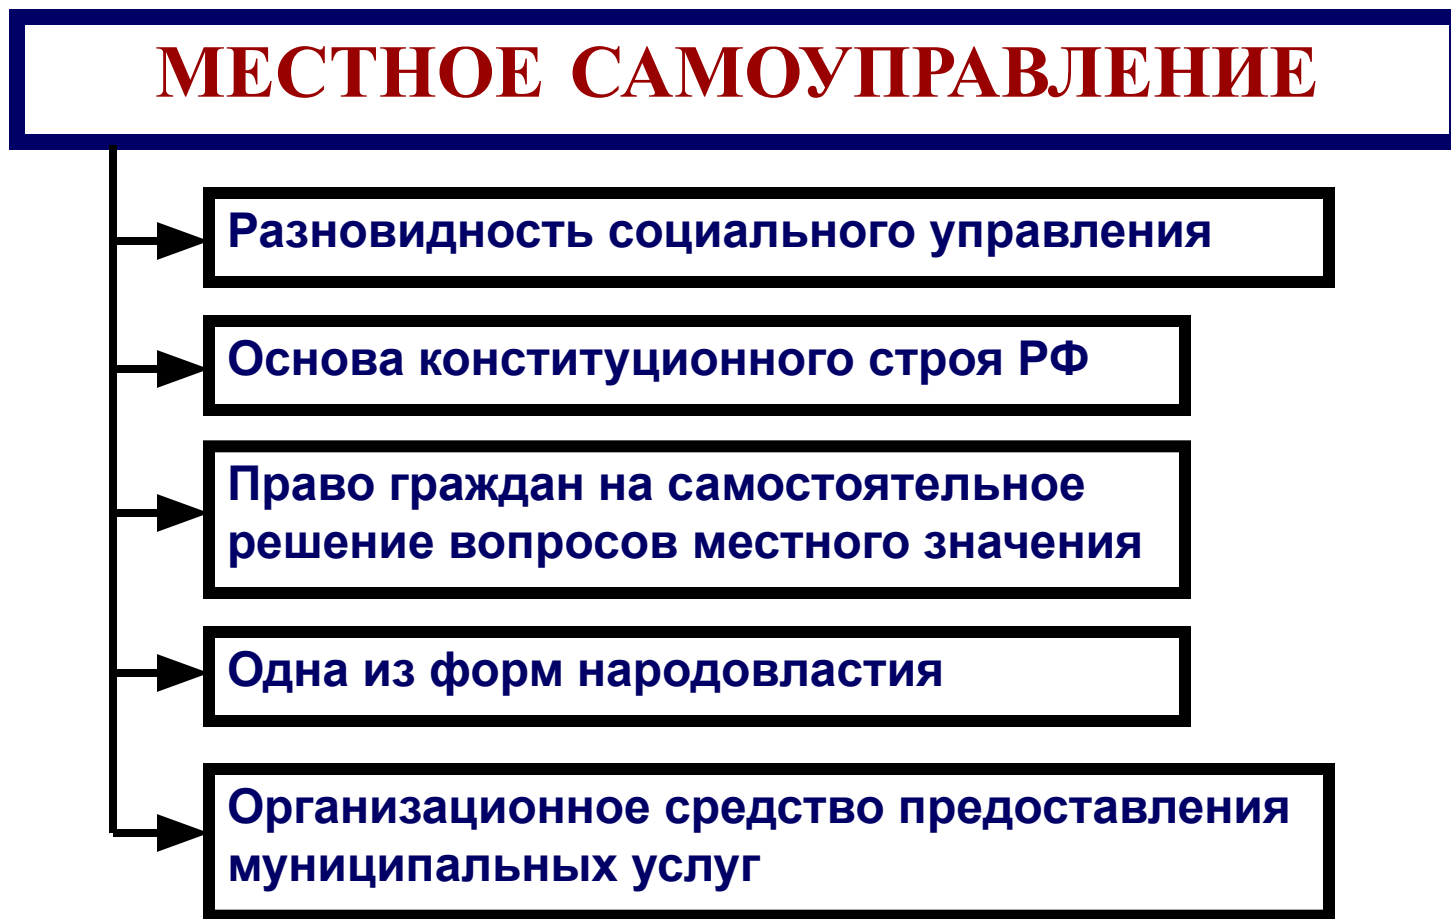 МЕСТНОЕ САМОУПРАВЛЕНИЕ
Разновидность социального управления
Основа конституционного строя РФ
Право граждан на самостоятельное
решение вопросов местного значения
Одна из форм народовластия
Организационное средство предоставления
муниципальных услуг